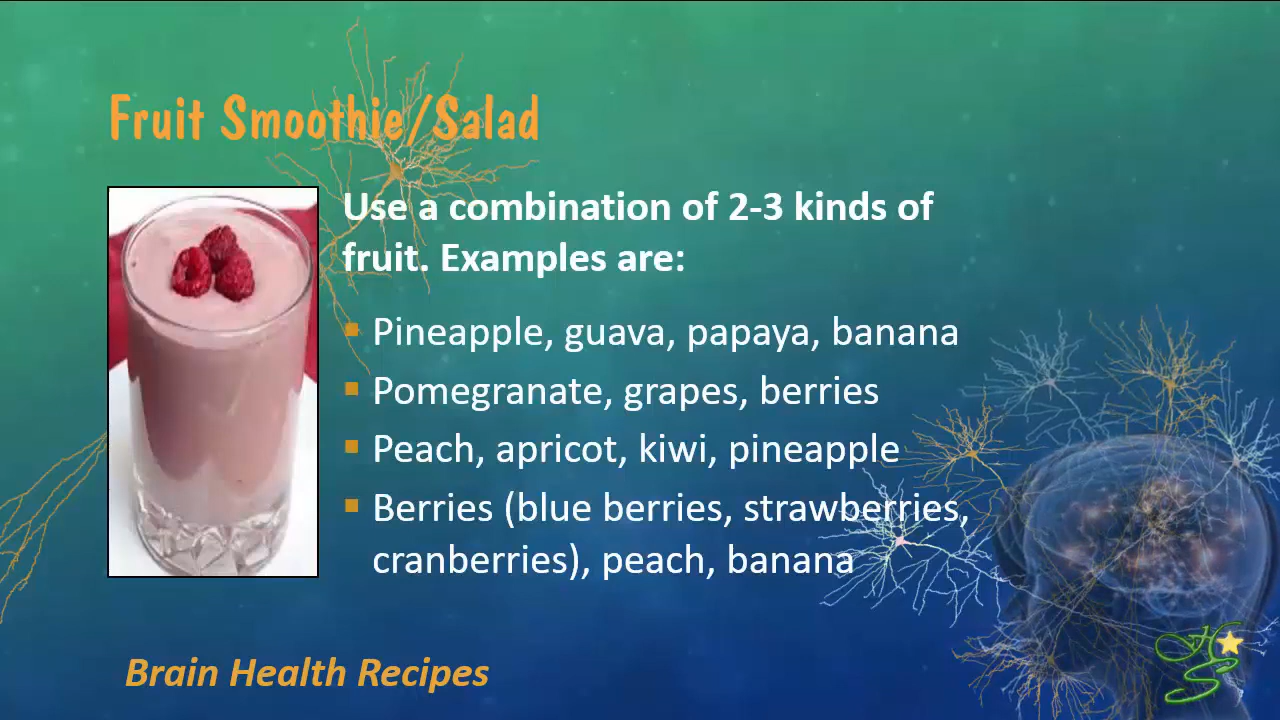 Fruit Smoothie/Salad
Use a combination of 2-3 kinds of
fruit. Examples are:
Pineapple, guava, papaya, banana
Pomegranate, grapes, berries
Peach, apricot, kiwi, pineapple
Berries (blue berries, strawberries,
cranberries), peach, banana
Brain Health Recipes
HS